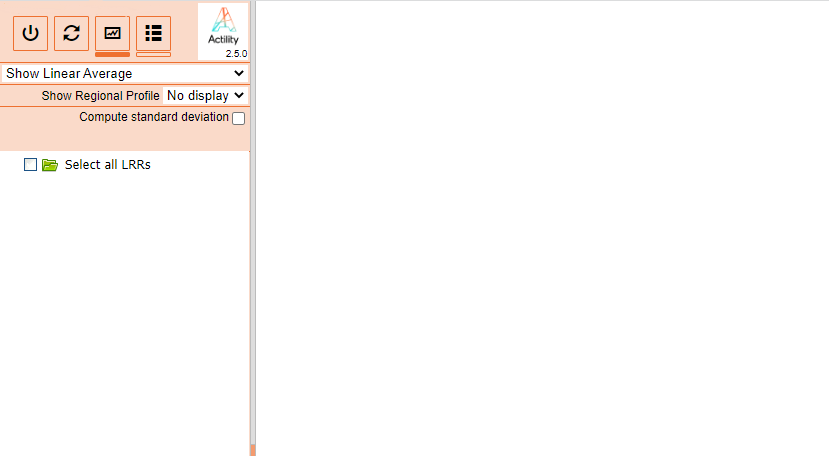 Actility
2.5.0
Show Linear Average
Show Regional Profile No display
Compute standard deviation
Select all LRRs